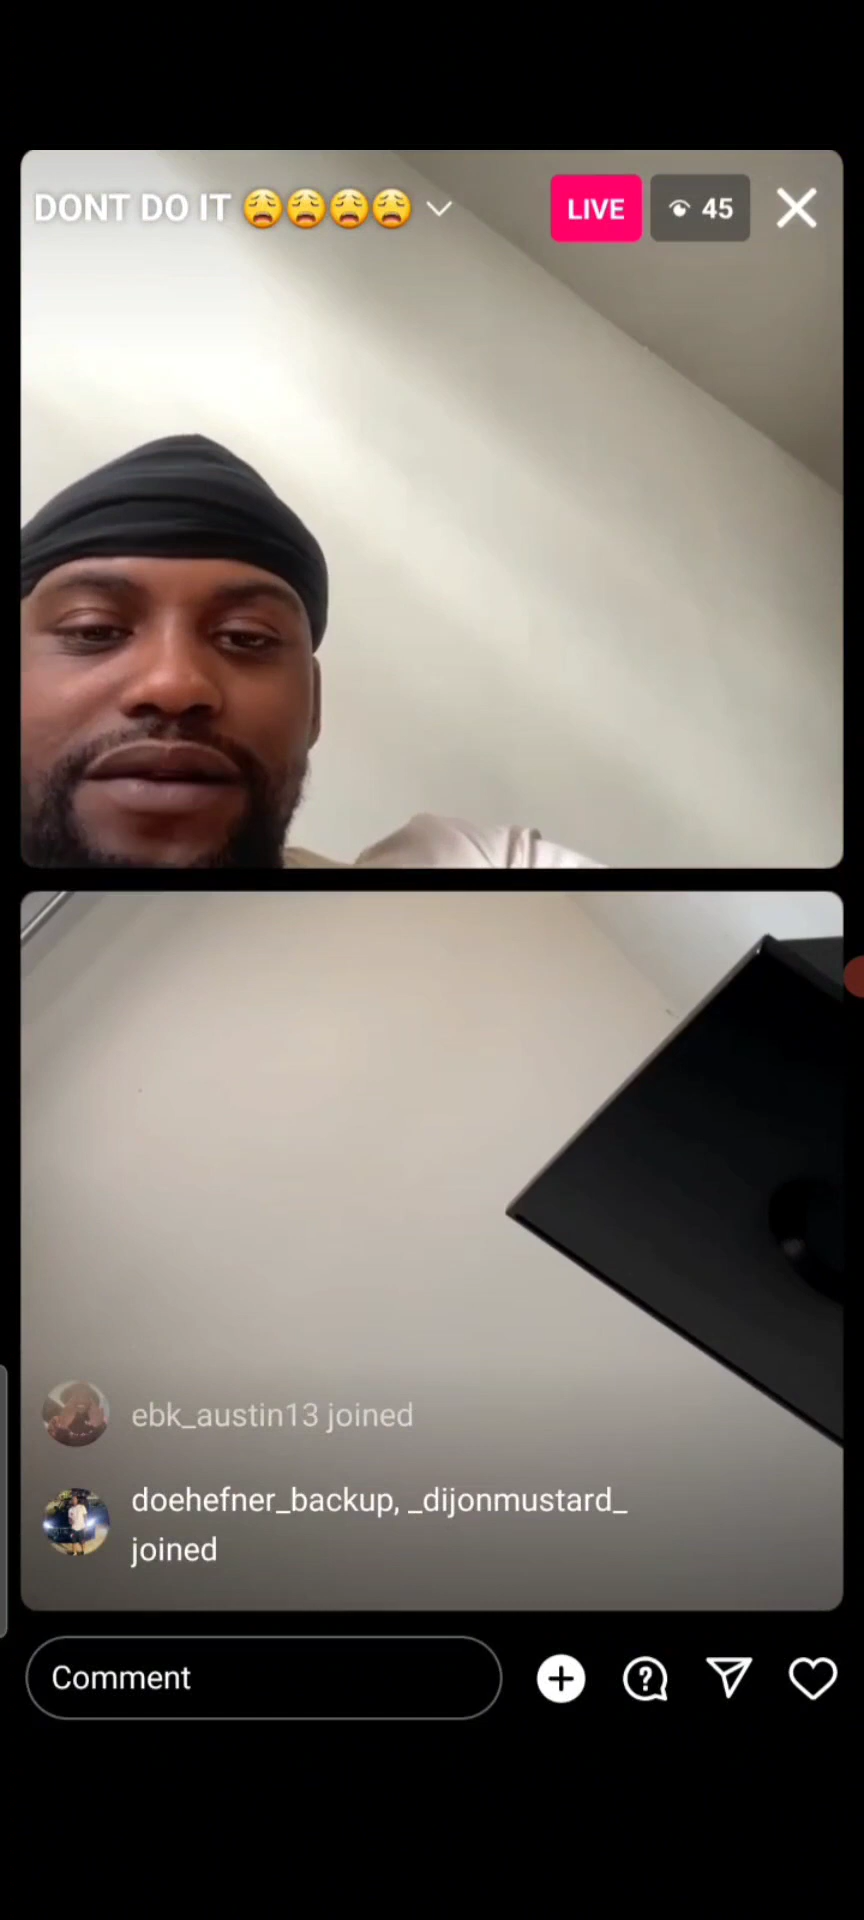 DONT DO IT 😩😩😩😩
LIVE
45
ebk_austin13 joined
doehefner_backup, _dijonmustard_
joined
Comment